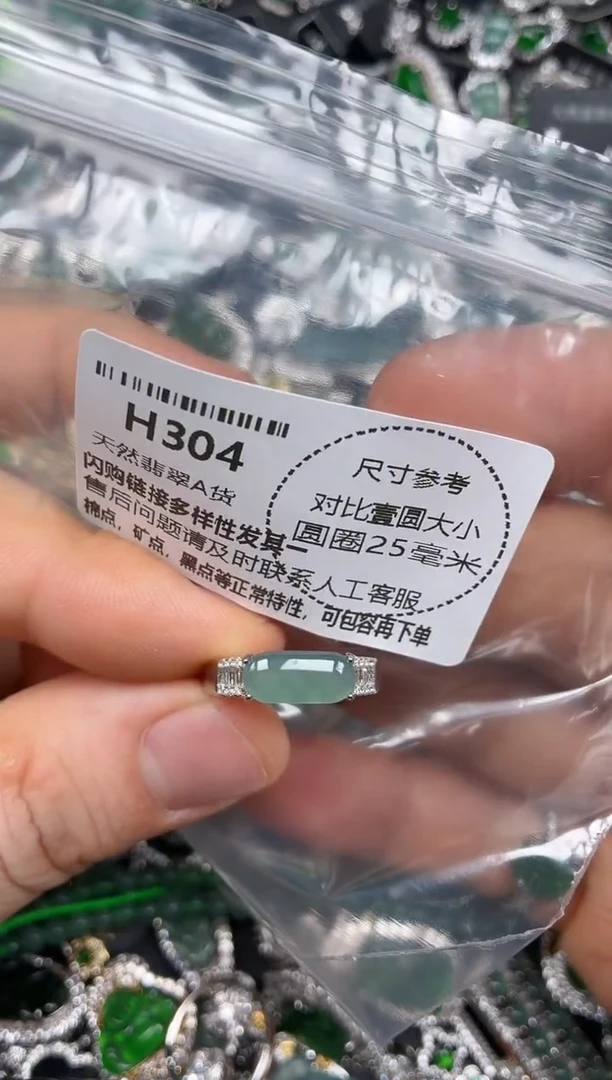 H304
天然翡翠A货
闪购链接多样性发其一
售后问题请及时联系人工客服
棉点，矿点，黑点等正常特性，可包容再下单
尺寸参考
对比壹圆大小
圆圈25毫米